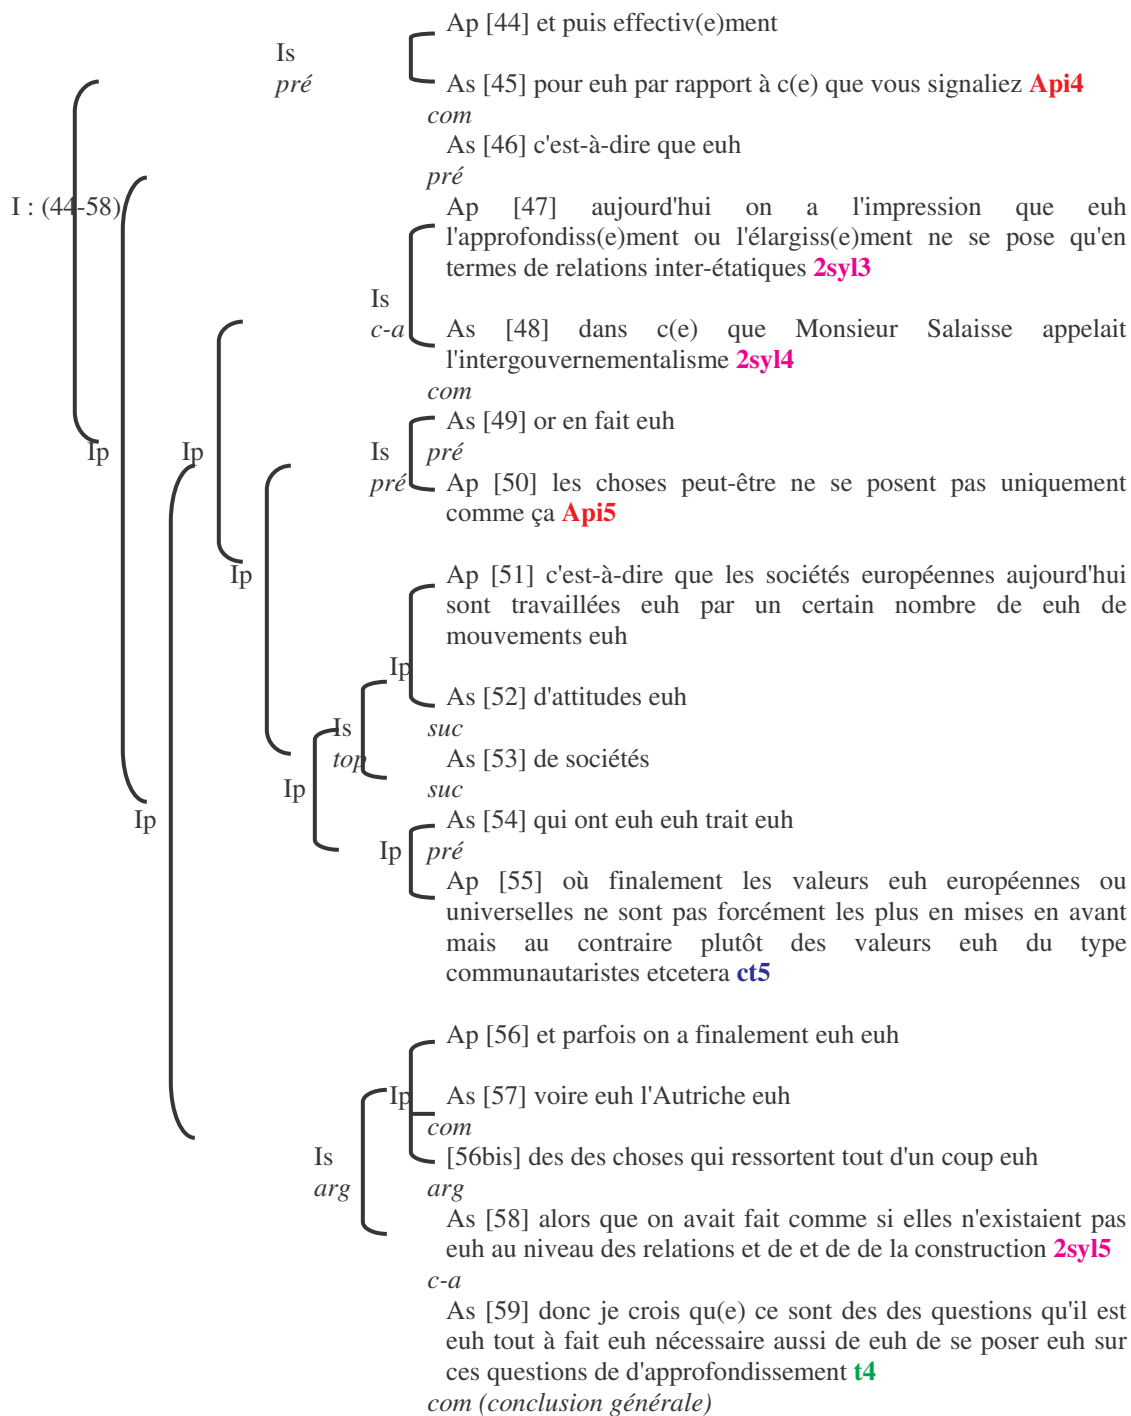 Ap [44] et puis effectiv(e)ment
Is
pré
As [45] pour euh par rapport à c(e) que vous signaliez Api4
com
As [46] c'est-à-dire que euh
pré
I : (44-58)
Ap [47] aujourd'hui on a l'impression que euh
l'approfondiss(e)ment ou l'élargiss(e)ment ne se pose qu'en
termes de relations inter-étatiques 2syl3
Is
c-a
As [48] dans c(e) que Monsieur Salaisse appelait
l'intergouvernementalisme 2syl4
com
As [49] or en fait euh
Ip Ip Is pré
pré Ap [50] les choses peut-être ne se posent pas uniquement
comme ça Api5
Ip
Ap [51] c'est-à-dire que les sociétés européennes aujourd'hui
sont travaillées euh par un certain nombre de euh de
mouvements euh
Ip
As [52] d'attitudes euh
Is suc
top As [53] de sociétés
suc
Ip
Ip
As [54] qui ont euh euh trait euh
Ip pré
Ap [55] où finalement les valeurs euh européennes ou
universelles ne sont pas forcément les plus en mises en avant
mais au contraire plutôt des valeurs euh du type
communautaristes etcetera ct5
Ap [56] et parfois on a finalement euh euh
Ip As [57] voire euh l'Autriche euh
com
Is [56bis] des des choses qui ressortent tout d'un coup euh
arg arg
As [58] alors que on avait fait comme si elles n'existaient pas
euh au niveau des relations et de et de de la construction 2syl5
c-a
As [59] donc je crois qu(e) ce sont des des questions qu'il est
euh tout à fait euh nécessaire aussi de euh de se poser euh sur
ces questions de d'approfondissement t4
com (conclusion générale)